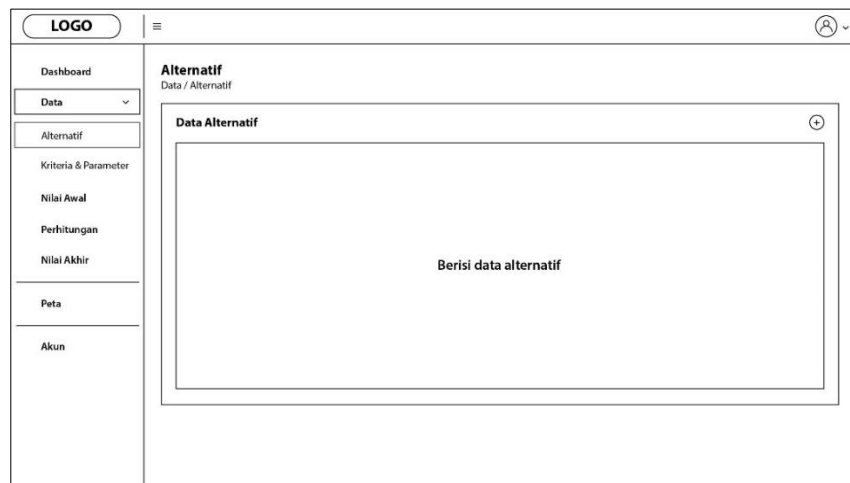 LOGO
Dashboard
Data
Alternatif
Kriteria & Parameter
Nilai Awal
Perhitungan
Nilai Akhir
Peta
Akun
Alternatif
Data / Alternatif
Data Alternatif
Berisi data alternatif